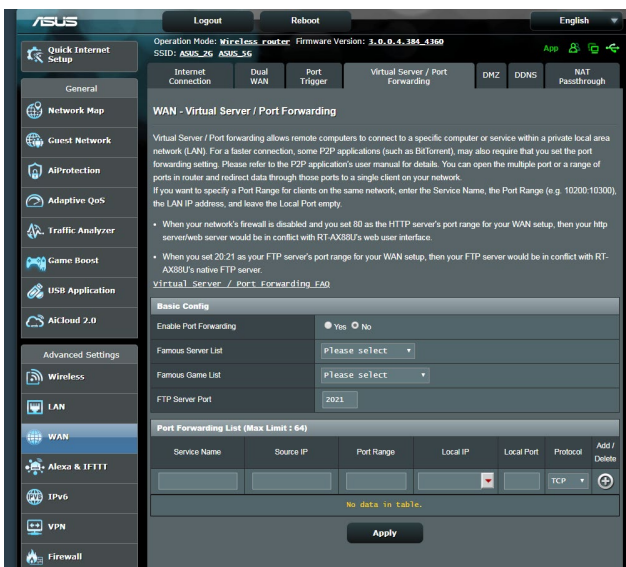 ASUS
Logout
Reboot
English
Quick Internet
Setup
General
Network Map
Guest Network
AiProtection
Adaptive QoS
Traffic Analyzer
Game Boost
USB Application
AiCloud 2.0
Advanced Settings
Wireless
LAN
WAN
Alexa & IFTTT
IPv6
VPN
Firewall
Operation Mode: Wireless router Firmware Version: 3.0.0.4.384_4360
SSID: ASUS_2G ASUS_5G
App
Internet
Connection
Dual
WAN
Port
Trigger
Virtual Server / Port
Forwarding
DMZ
DDNS
NAT
Passthrough
WAN - Virtual Server / Port Forwarding
Virtual Server / Port forwarding allows remote computers to connect to a specific computer or service within a private local area
network (LAN). For a faster connection, some P2P applications (such as BitTorrent), may also require that you set the port
forwarding setting. Please refer to the P2P application's user manual for details. You can open the multiple port or a range of
ports in router and redirect data through those ports to a single client on your network.
If you want to specify a Port Range for clients on the same network, enter the Service Name, the Port Range (e.g. 10200:10300),
the LAN IP address, and leave the Local Port empty.
• When your network's firewall is disabled and you set 80 as the HTTP server's port range for your WAN setup, then your http
server/web server would be in conflict with RT-AX88U's web user interface.
• When you set 20:21 as your FTP server's port range for your WAN setup, then your FTP server would be in conflict with RT-
AX88U's native FTP server.
Virtual Server / Port Forwarding FAQ
Basic Config
Enable Port Forwarding Yes No
Famous Server List Please select
Famous Game List Please select
FTP Server Port 2021
Port Forwarding List (Max Limit : 64)
Service Name Source IP Port Range Local IP Local Port Protocol Add /
Delete
TCP
No data in table.
Apply